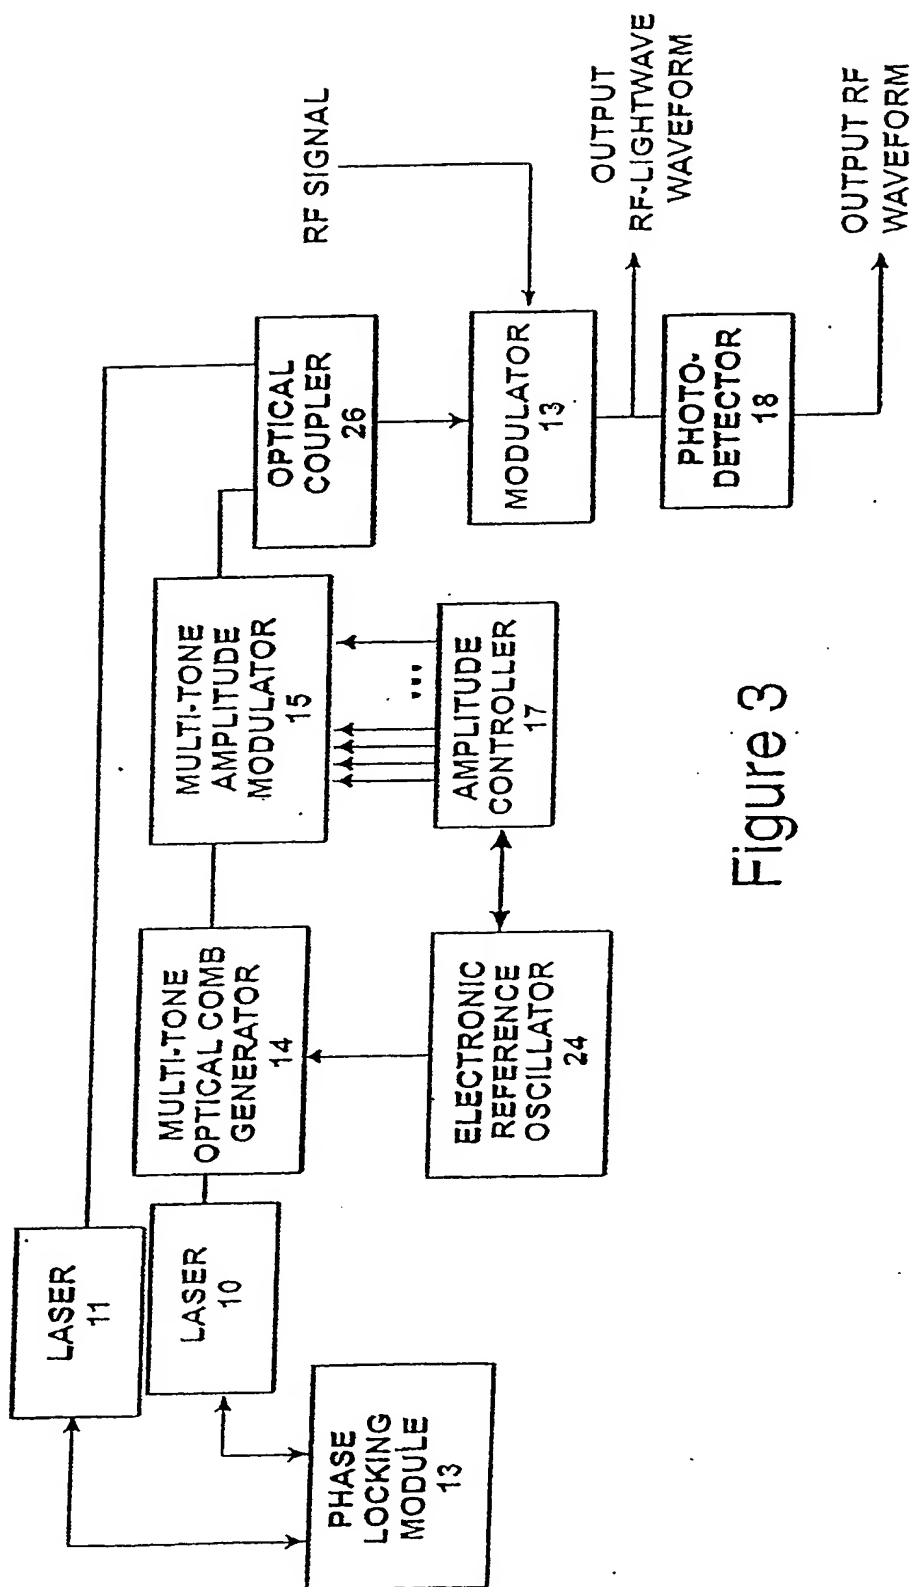 LASER
11
LASER
10
PHASE
LOCKING
MODULE
13
MULTI-TONE
OPTICAL COMB
GENERATOR
14
ELECTRONIC
REFERENCE
OSCILLATOR
24
MULTI-TONE
AMPLITUDE
MODULATOR
15
AMPLITUDE
CONTROLLER
17
...
OPTICAL
COUPLER
26
RF SIGNAL
MODULATOR
13
OUTPUT
RF-LIGHTWAVE
WAVEFORM
PHOTO-
DETECTOR
18
OUTPUT RF
WAVEFORM
Figure 3